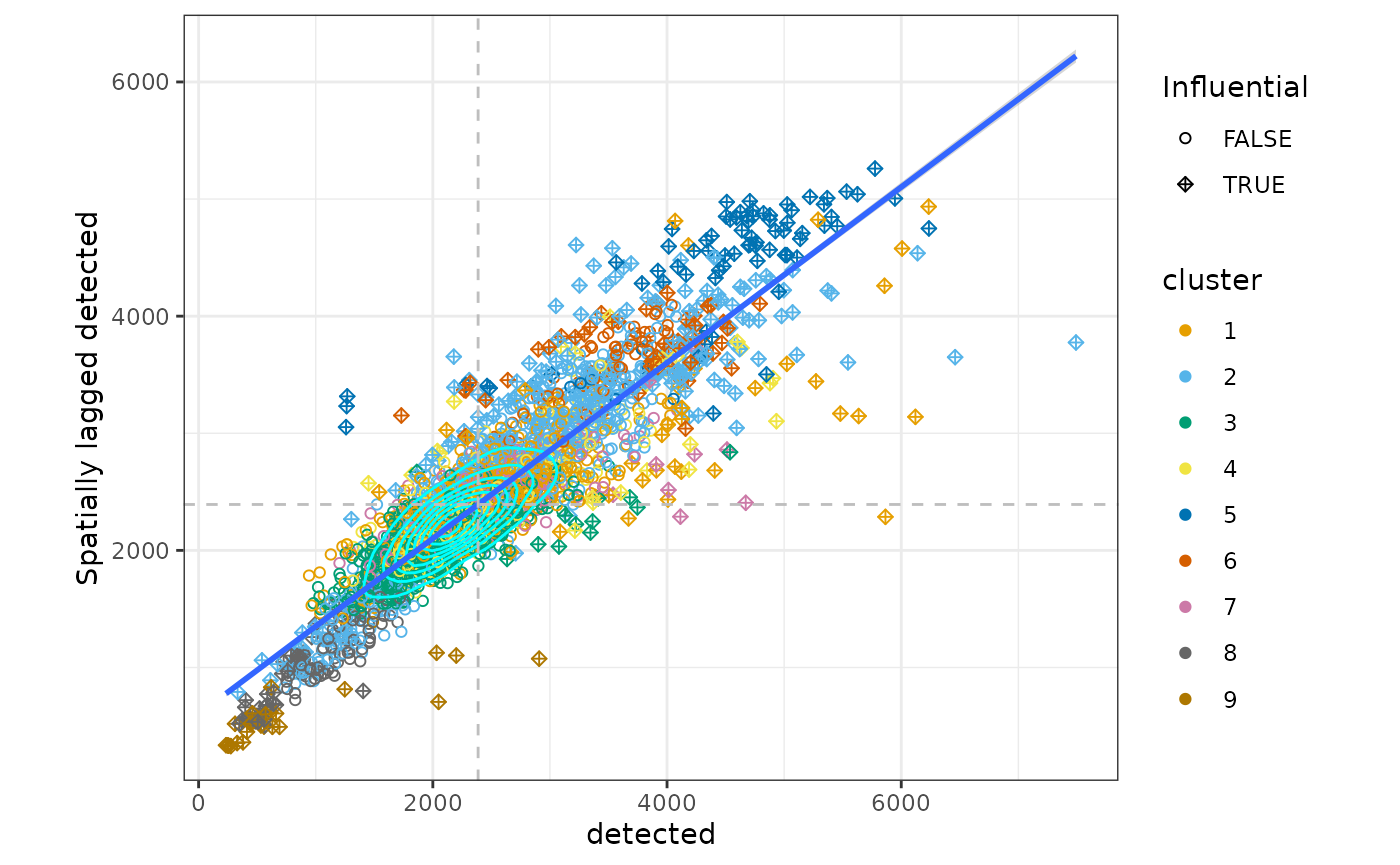 Spatially lagged detected
6000
4000
2000
0 2000 4000 6000
detected
Influential
FALSE
TRUE
cluster
1
2
3
4
5
6
7
8
9